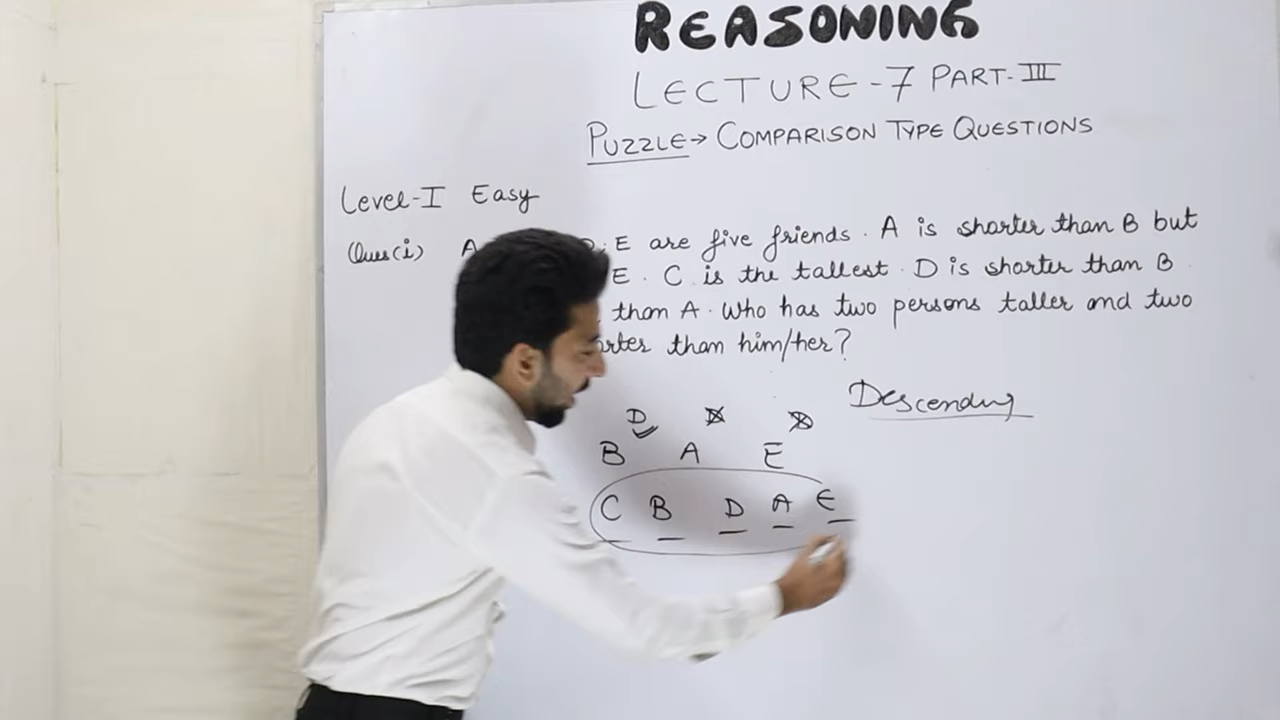 REASONING
LECTURE-7 PART-III
PUZZLE→ COMPARISON TYPE QUESTIONS
Level-I Easy
Ques(i) A E are five friends. A is shorter than B but
E. C is the tallest. D is shorter than B
than A. Who has two persons taller and two
than him/her?
Descending
D
B A E
C B D A E